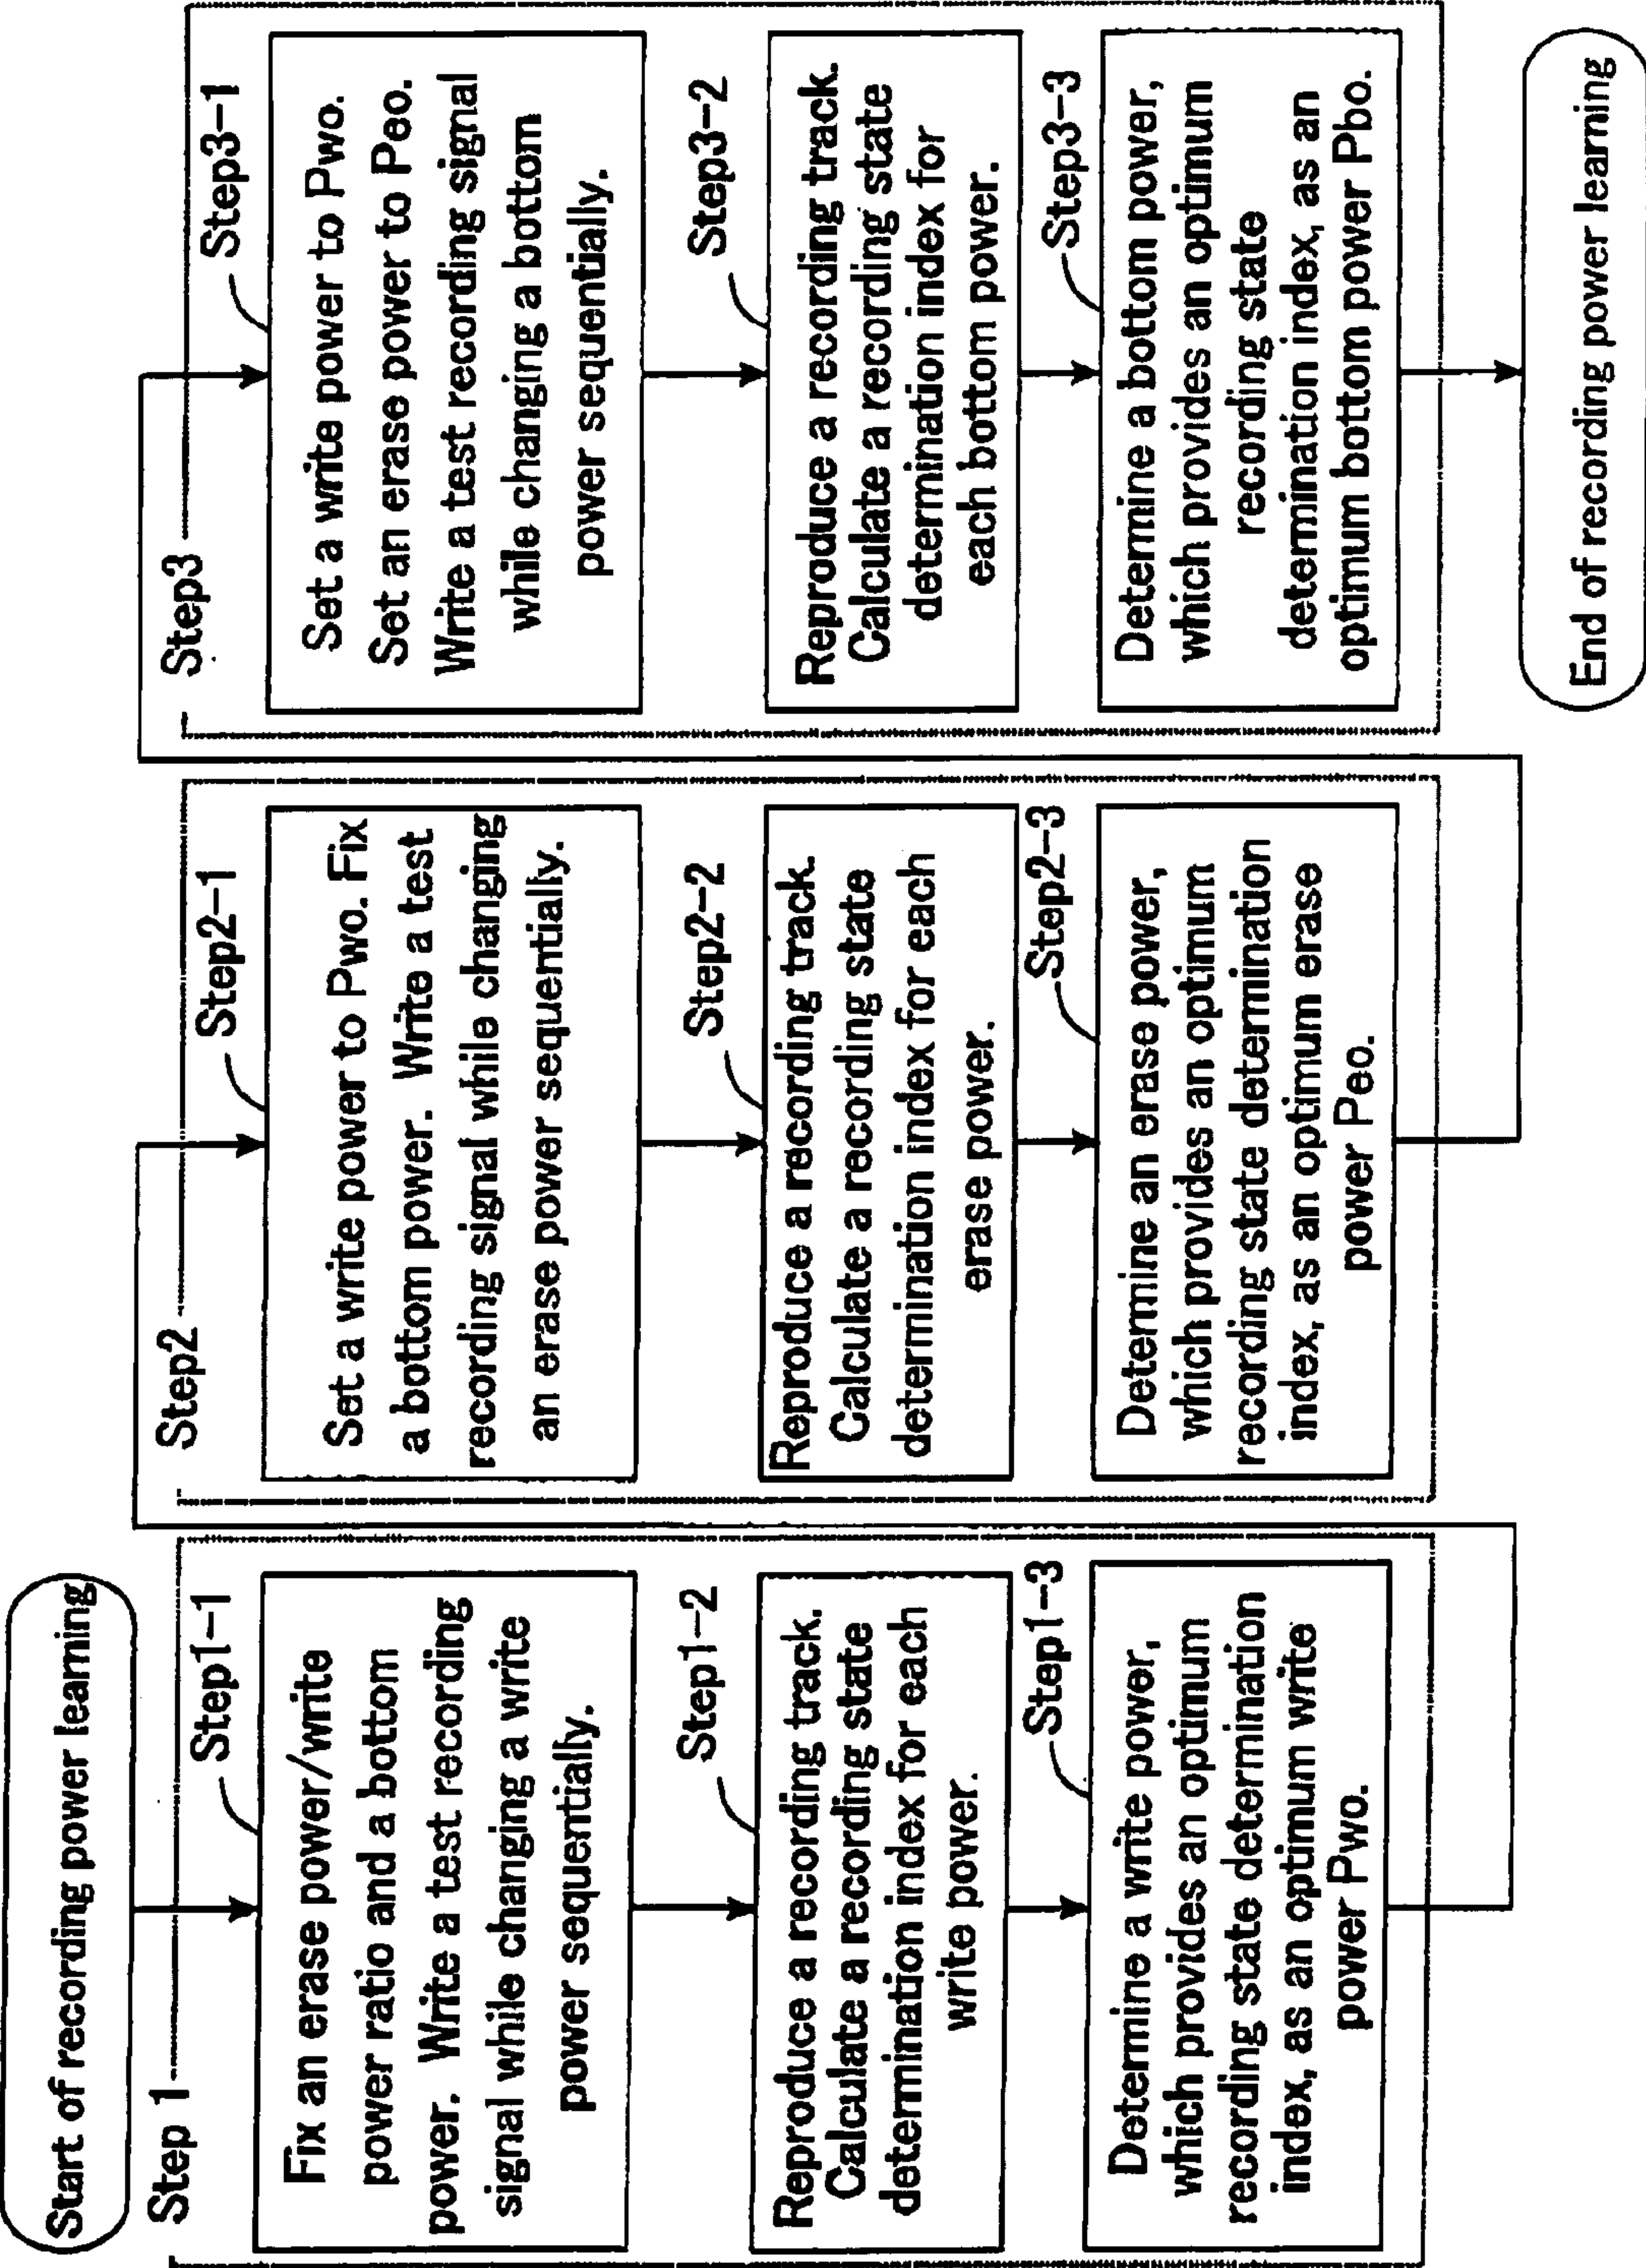 Start of recording power learning
Step 1
Step1-1
Fix an erase power/write
power ratio and a bottom
power. Write a test recording
signal while changing a write
power sequentially.
Step1-2
Reproduce a recording track.
Calculate a recording state
determination index for each
write power.
Step1-3
Determine a write power,
which provides an optimum
recording state determination
index, as an optimum write
power Pwo.
Step2
Step2-1
Set a write power to Pwo. Fix
a bottom power. Write a test
recording signal while changing
an erase power sequentially.
Step2-2
Reproduce a recording track.
Calculate a recording state
determination index for each
erase power.
Step2-3
Determine an erase power,
which provides an optimum
recording state determination
index, as an optimum erase
power Peo.
Step3
Step3-1
Set a write power to Pwo.
Set an erase power to Peo.
Write a test recording signal
while changing a bottom
power sequentially.
Step3-2
Reproduce a recording track.
Calculate a recording state
determination index for
each bottom power.
Step3-3
Determine a bottom power,
which provides an optimum
recording state
determination index, as an
optimum bottom power Pbo.
End of recording power learning